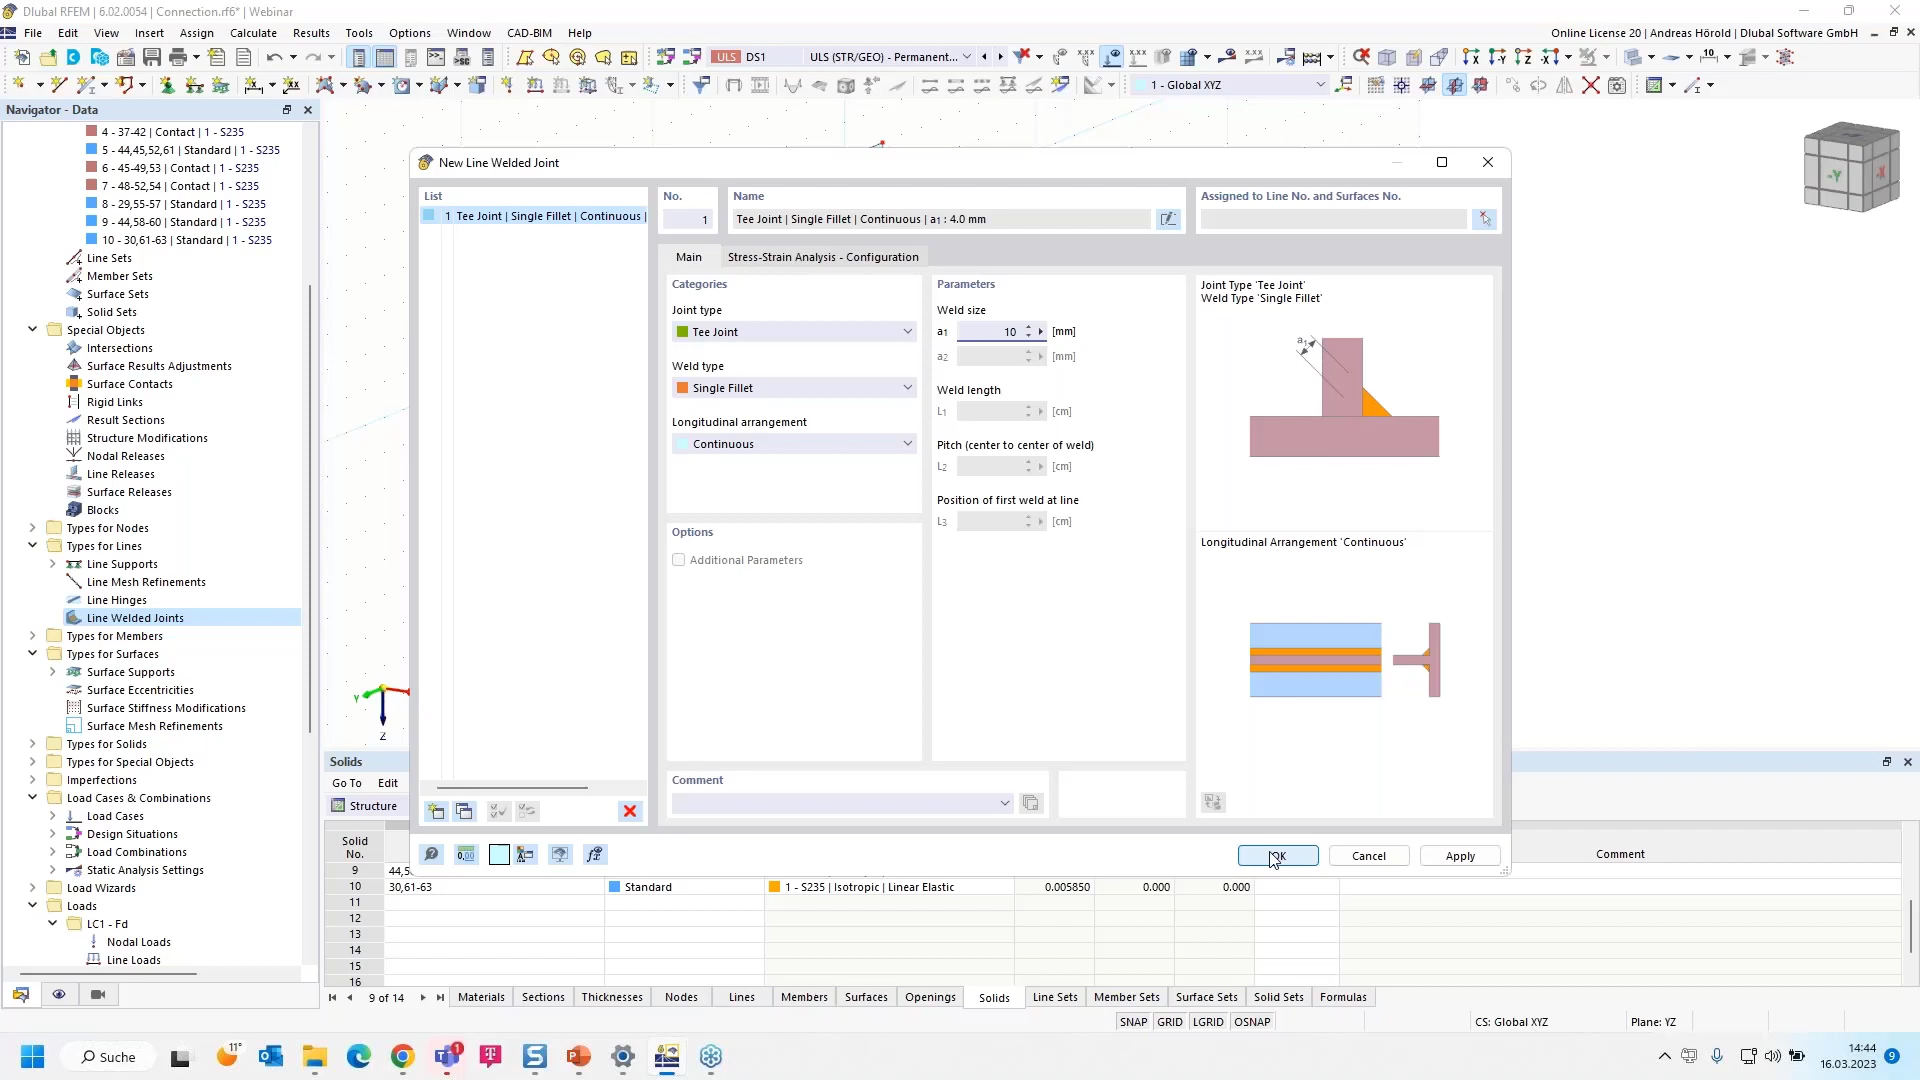 Dlubal RFEM | 6.02.0054 | Connection.rf6* | Webinar
File Edit View Insert Assign Calculate Results Tools Options Window CAD-BIM Help
Online License 20 | Andreas Hörold | Dlubal Software GmbH
ULS DS1 ULS (STR/GEO) - Permanent...
1 - Global XYZ
Navigator - Data
4 - 37-42 | Contact | 1 - S235
5 - 44,45,52,61 | Standard | 1 - S235
6 - 45-49,53 | Contact | 1 - S235
7 - 48-52,54 | Contact | 1 - S235
8 - 29,55-57 | Standard | 1 - S235
9 - 44,58-60 | Standard | 1 - S235
10 - 30,61-63 | Standard | 1 - S235
Line Sets
Member Sets
Surface Sets
Solid Sets
Special Objects
Intersections
Surface Results Adjustments
Surface Contacts
Rigid Links
Result Sections
Structure Modifications
Nodal Releases
Line Releases
Surface Releases
Blocks
Types for Nodes
Types for Lines
Line Supports
Line Mesh Refinements
Line Hinges
Line Welded Joints
Types for Members
Types for Surfaces
Surface Supports
Surface Eccentricities
Surface Stiffness Modifications
Surface Mesh Refinements
Types for Solids
Types for Special Objects
Imperfections
Load Cases & Combinations
Load Cases
Design Situations
Load Combinations
Static Analysis Settings
Load Wizards
Loads
LC1 - Fd
Nodal Loads
Line Loads
New Line Welded Joint
List
1 Tee Joint | Single Fillet | Continuous |
No.
1
Name
Tee Joint | Single Fillet | Continuous | a1 : 4.0 mm
Assigned to Line No. and Surfaces No.
Main
Stress-Strain Analysis - Configuration
Categories
Joint type
Tee Joint
Weld type
Single Fillet
Longitudinal arrangement
Continuous
Options
Additional Parameters
Parameters
Weld size
a1 10 [mm]
a2 [mm]
Weld length
L1 [cm]
Pitch (center to center of weld)
L2 [cm]
Position of first weld at line
L3 [cm]
Joint Type 'Tee Joint'
Weld Type 'Single Fillet'
a1
Longitudinal Arrangement 'Continuous'
Comment
OK Cancel Apply
-Y -X
Y
Z
Solids
Go To Edit
Structure
Solid
No.
Comment
9 44,5
10 30,61-63 Standard 1 - S235 | Isotropic | Linear Elastic 0.005850 0.000 0.000
11
12
13
14
15
16
9 of 14
Materials Sections Thicknesses Nodes Lines Members Surfaces Openings Solids Line Sets Member Sets Surface Sets Solid Sets Formulas
SNAP GRID LGRID OSNAP
CS: Global XYZ
Plane: YZ
Suche
11°
1
14:44
16.03.2023
9